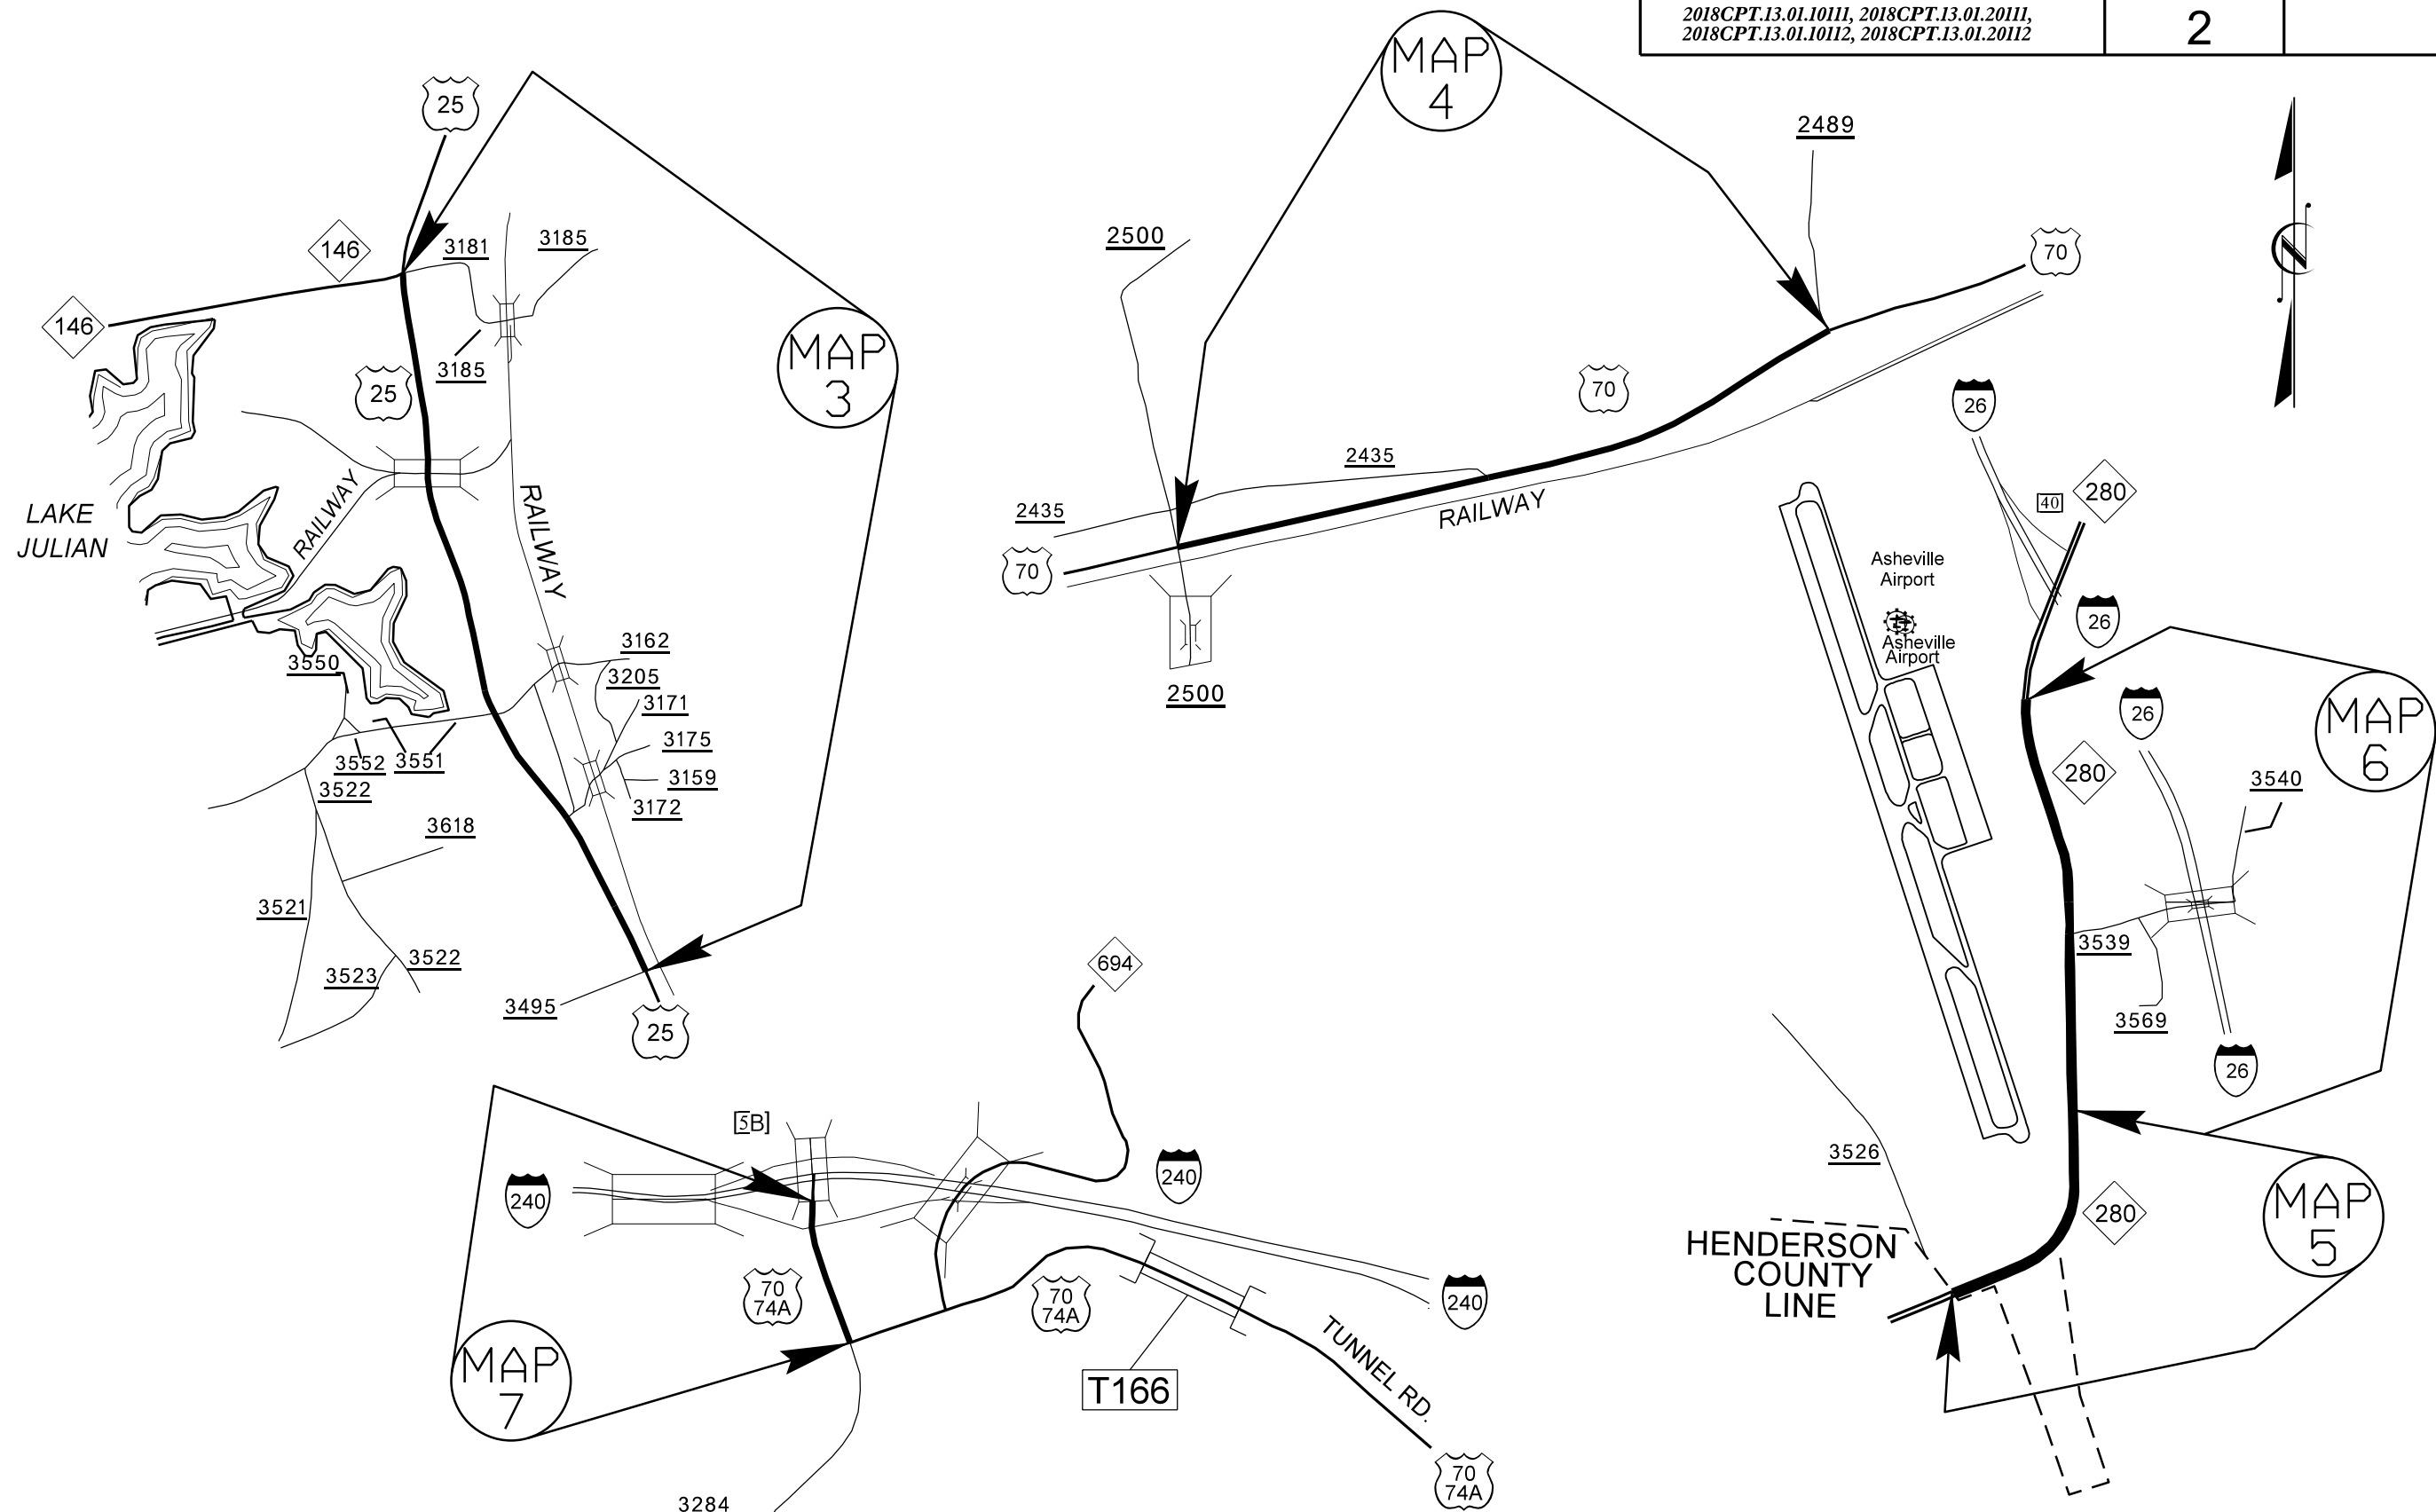 2018CPT.13.01.10111, 2018CPT.13.01.20111,
2018CPT.13.01.10112, 2018CPT.13.01.20112
2
25
146
146
3181
3185
3185
25
MAP
3
RAILWAY
RAILWAY
LAKE
JULIAN
3550
3162
3205
3171
3175
3159
3172
3552
3551
3522
3618
3521
3523
3522
3495
25
MAP
4
2489
2500
70
70
2435
2435
RAILWAY
70
2500
N
26
40
280
Asheville
Airport
Asheville
Airport
26
MAP
6
26
280
3540
3539
3569
26
3526
280
MAP
5
HENDERSON
COUNTY
LINE
694
5B
240
240
70
74A
70
74A
240
MAP
7
T166
TUNNEL RD.
70
74A
3284